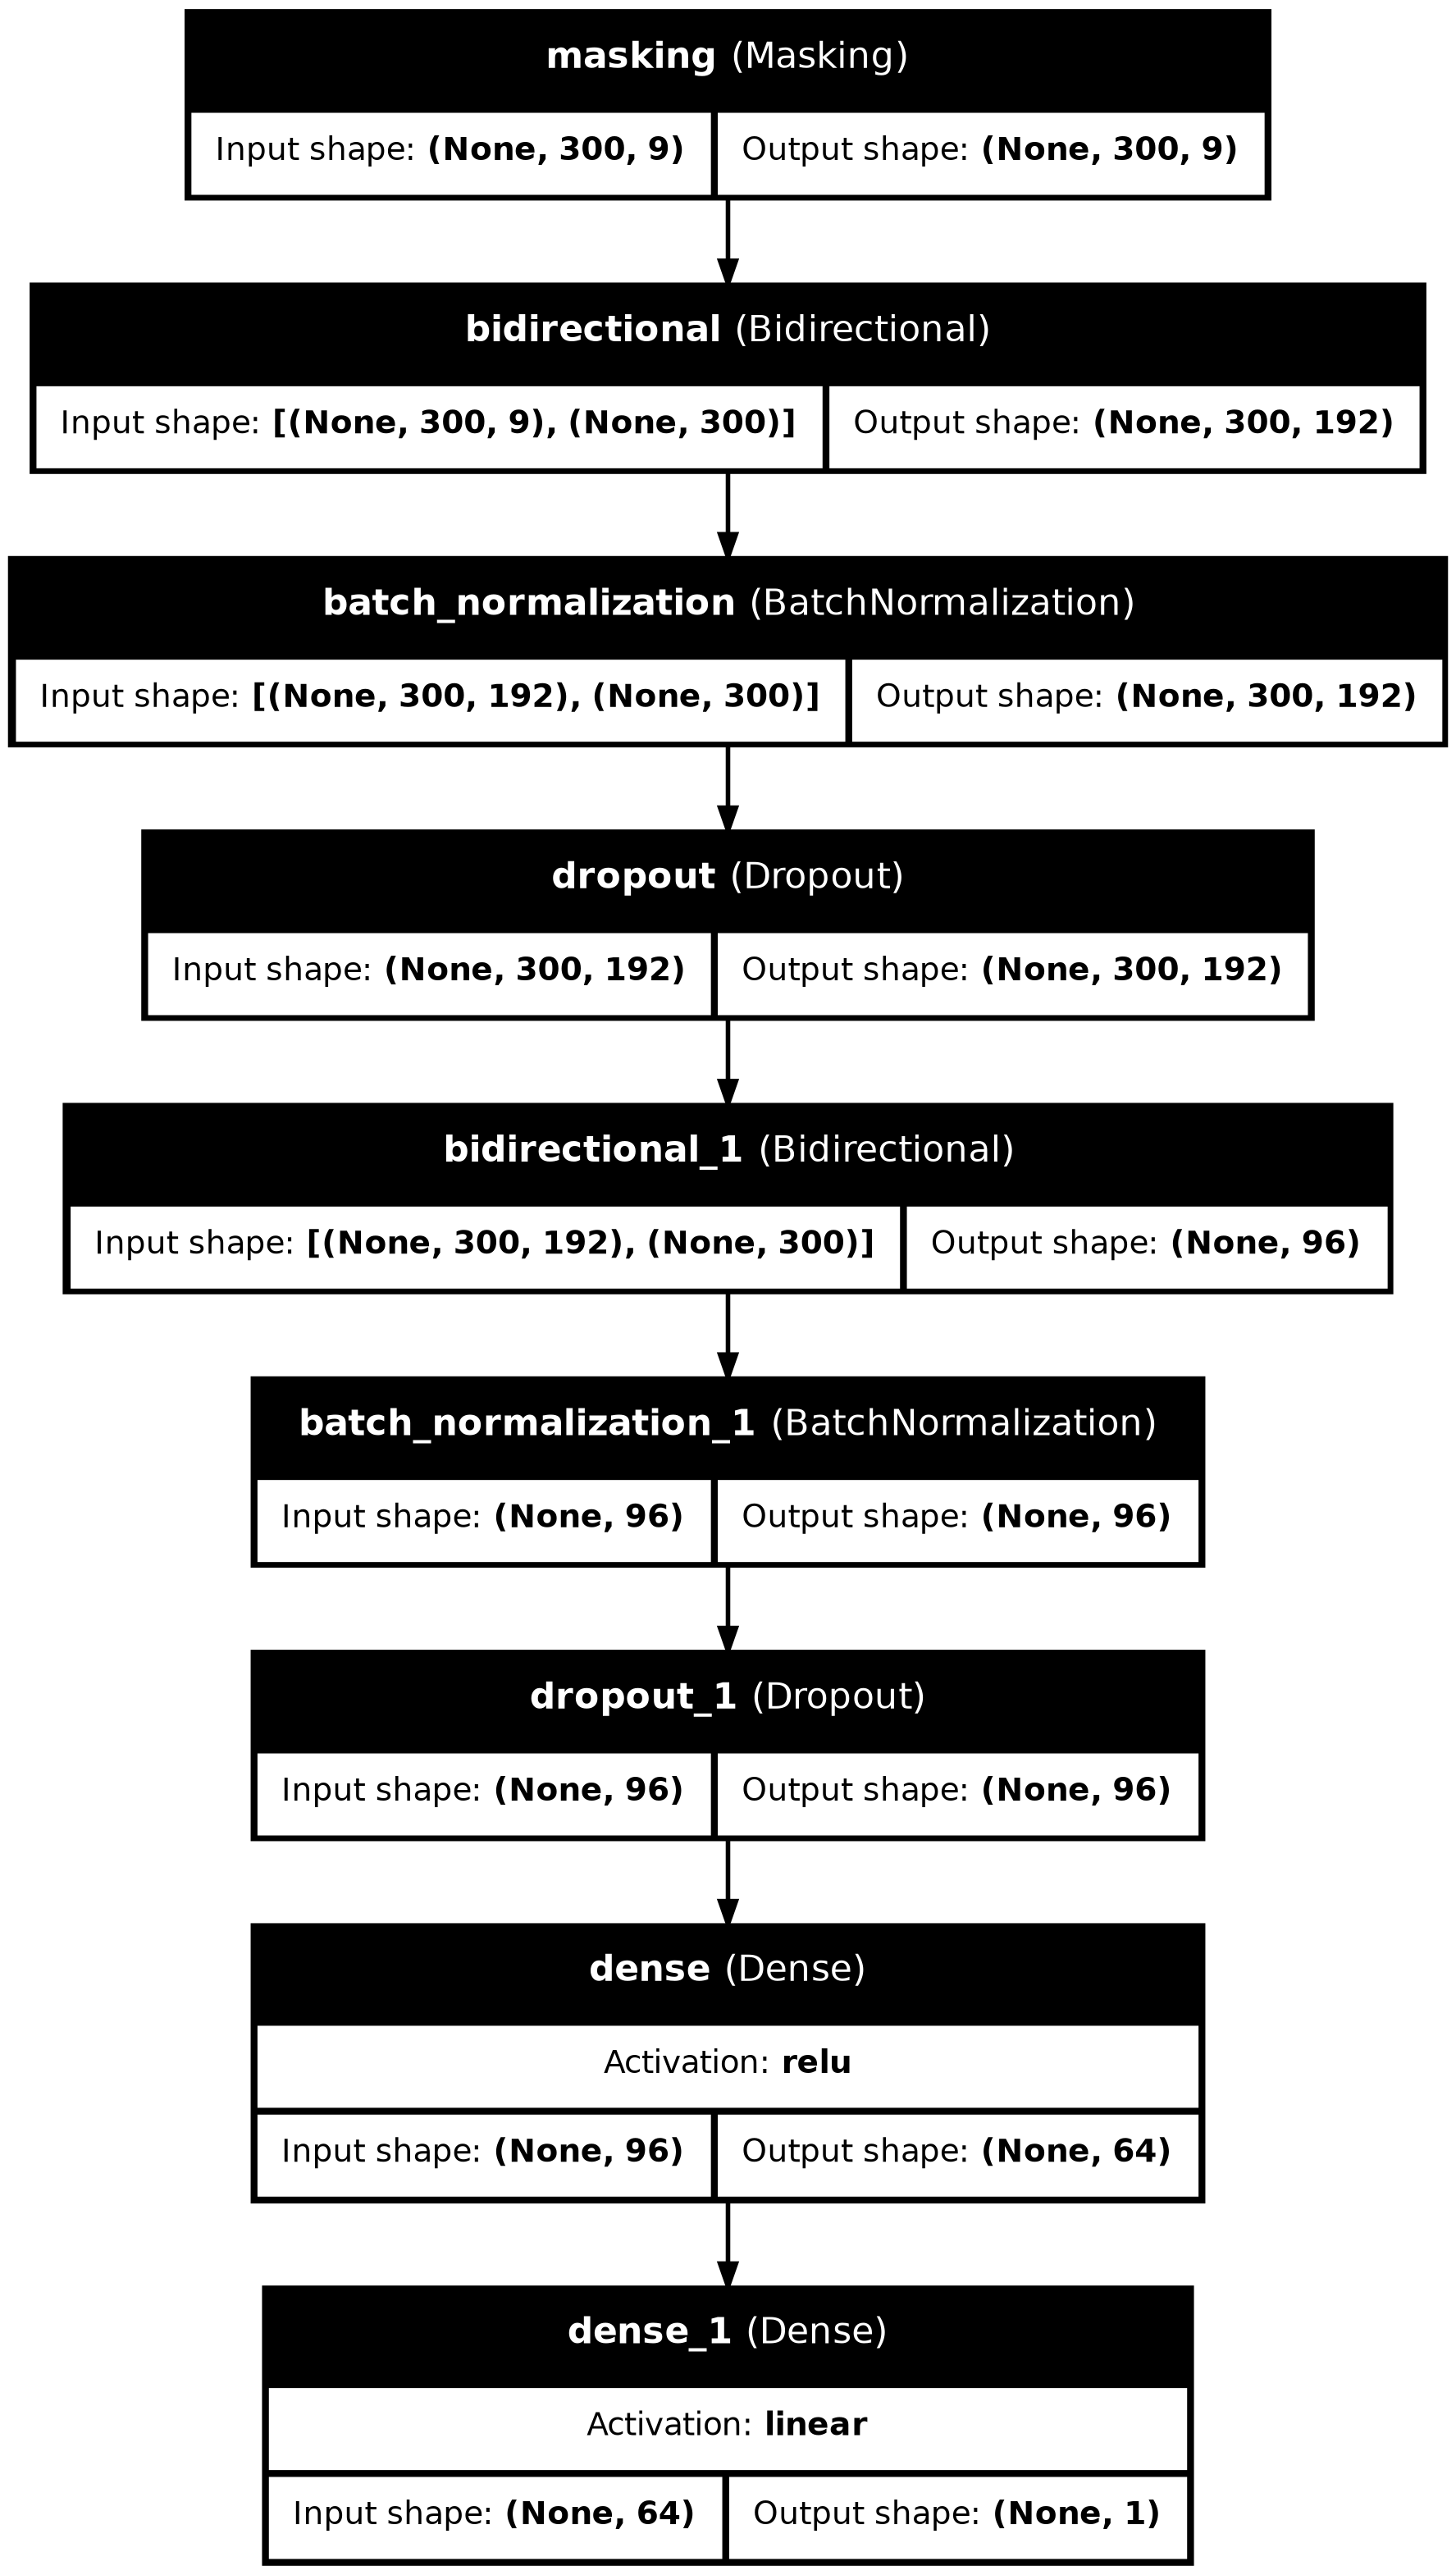 masking (Masking)
Input shape: (None, 300, 9) Output shape: (None, 300, 9)
bidirectional (Bidirectional)
Input shape: [(None, 300, 9), (None, 300)] Output shape: (None, 300, 192)
batch_normalization (BatchNormalization)
Input shape: [(None, 300, 192), (None, 300)] Output shape: (None, 300, 192)
dropout (Dropout)
Input shape: (None, 300, 192) Output shape: (None, 300, 192)
bidirectional_1 (Bidirectional)
Input shape: [(None, 300, 192), (None, 300)] Output shape: (None, 96)
batch_normalization_1 (BatchNormalization)
Input shape: (None, 96) Output shape: (None, 96)
dropout_1 (Dropout)
Input shape: (None, 96) Output shape: (None, 96)
dense (Dense)
Activation: relu
Input shape: (None, 96) Output shape: (None, 64)
dense_1 (Dense)
Activation: linear
Input shape: (None, 64) Output shape: (None, 1)